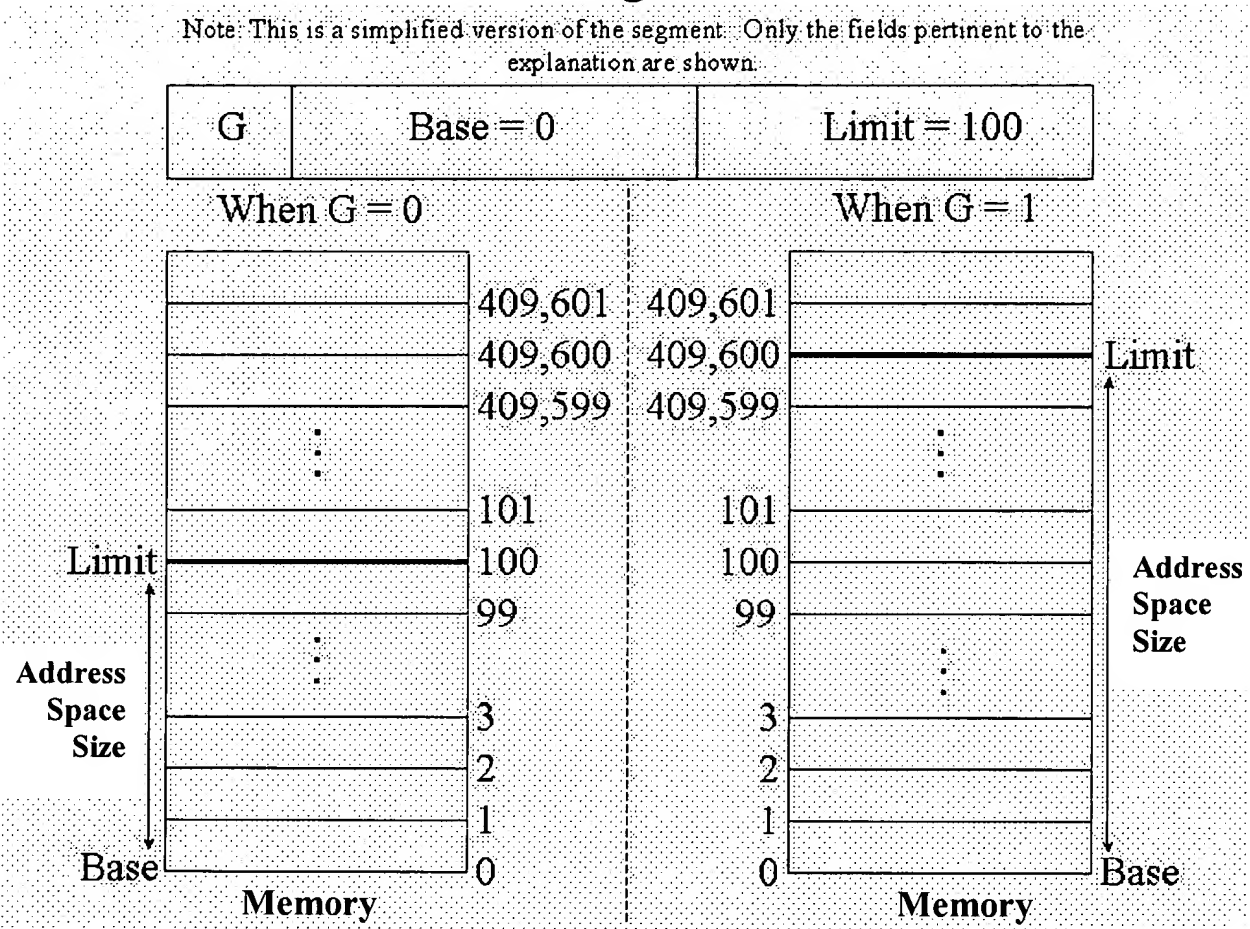 Note: This is a simplified version of the segment. Only the fields pertinent to the
explanation are shown.
G Base = 0 Limit = 100
When G = 0
When G = 1
409,601
409,600
409,599
101
Limit 100
99
Address
Space
Size
3
2
1
Base 0
Memory
409,601
409,600 Limit
409,599
101
100
99
Address
Space
Size
3
2
1
0 Base
Memory